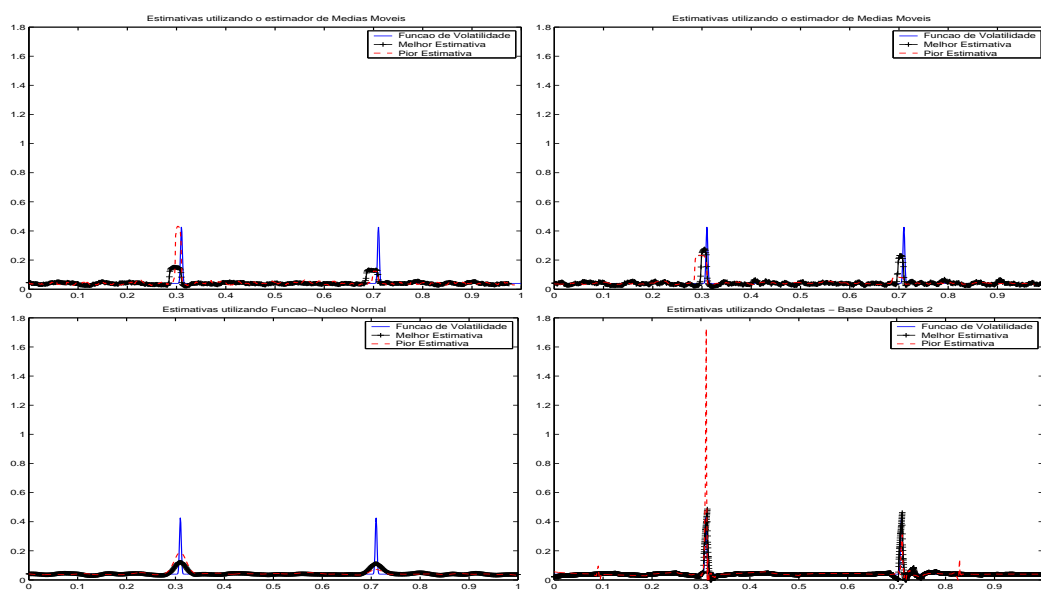 Estimativas utilizando o estimador de Medias Moveis
1.8
1.6
1.4
1.2
1
0.8
0.6
0.4
0.2
0
0 0.1 0.2 0.3 0.4 0.5 0.6 0.7 0.8 0.9 1
Funcao de Volatilidade
Melhor Estimativa
Pior Estimativa
Estimativas utilizando o estimador de Medias Moveis
1.8
1.6
1.4
1.2
1
0.8
0.6
0.4
0.2
0
0 0.1 0.2 0.3 0.4 0.5 0.6 0.7 0.8 0.9
Funcao de Volatilidade
Melhor Estimativa
Pior Estimativa
Estimativas utilizando Funcao−Nucleo Normal
1.8
1.6
1.4
1.2
1
0.8
0.6
0.4
0.2
0
0 0.1 0.2 0.3 0.4 0.5 0.6 0.7 0.8 0.9 1
Funcao de Volatilidade
Melhor Estimativa
Pior Estimativa
Estimativas utilizando Ondaletas − Base Daubechies 2
1.8
1.6
1.4
1.2
1
0.8
0.6
0.4
0.2
0
0 0.1 0.2 0.3 0.4 0.5 0.6 0.7 0.8 0.9
Funcao de Volatilidade
Melhor Estimativa
Pior Estimativa